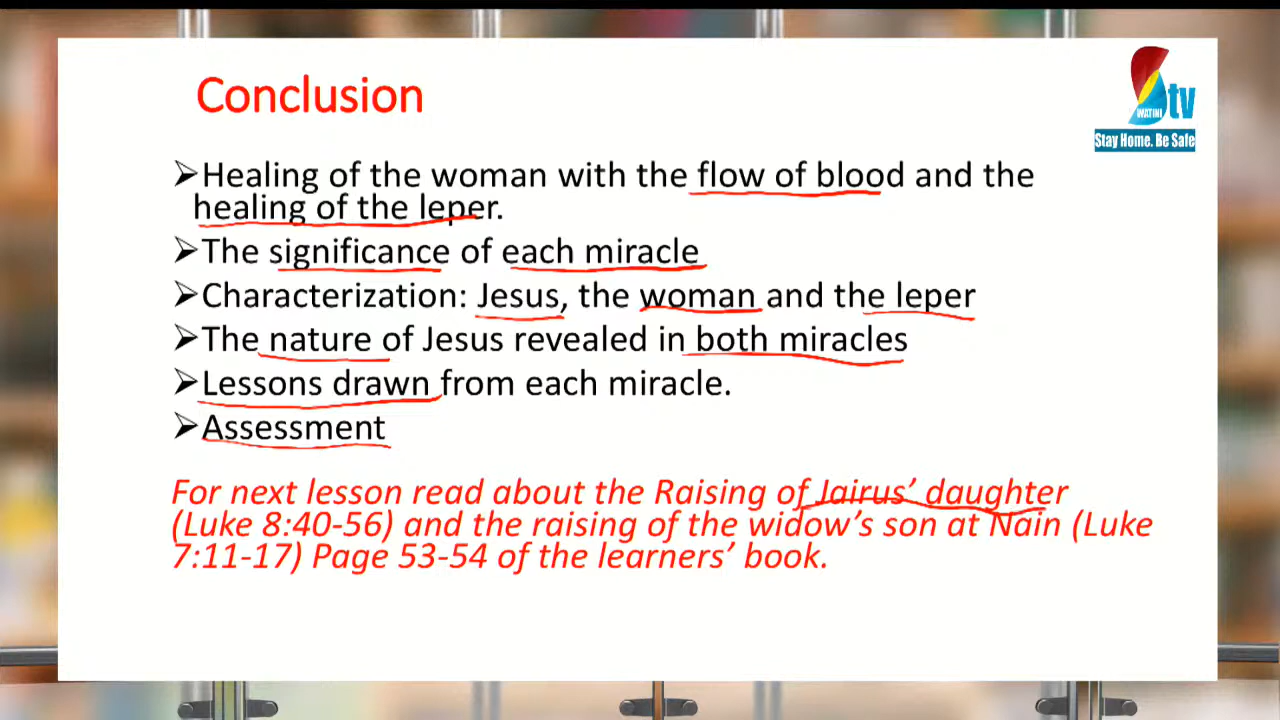 Conclusion
WATINI
tv
Stay Home. Be Safe
➢Healing of the woman with the flow of blood and the
healing of the leper.
➢The significance of each miracle
➢Characterization: Jesus, the woman and the leper
➢The nature of Jesus revealed in both miracles
➢Lessons drawn from each miracle.
➢Assessment
For next lesson read about the Raising of Jairus’ daughter
(Luke 8:40-56) and the raising of the widow’s son at Nain (Luke
7:11-17) Page 53-54 of the learners’ book.